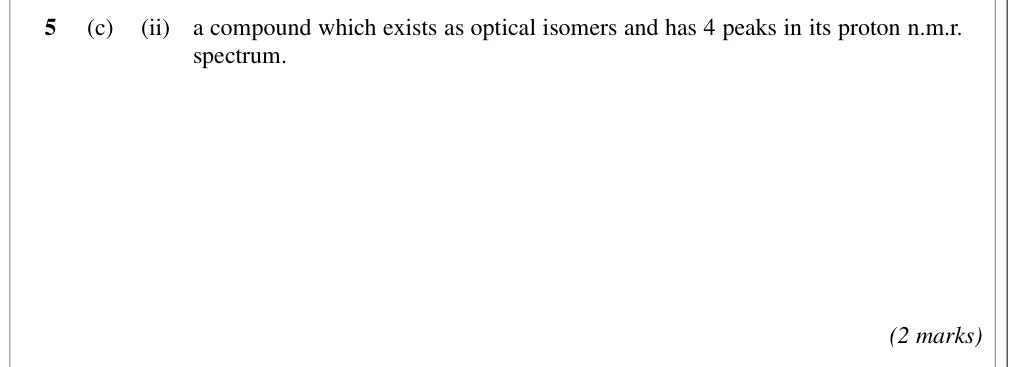 5 (c) (ii) a compound which exists as optical isomers and has 4 peaks in its proton n.m.r.
spectrum.
(2 marks)